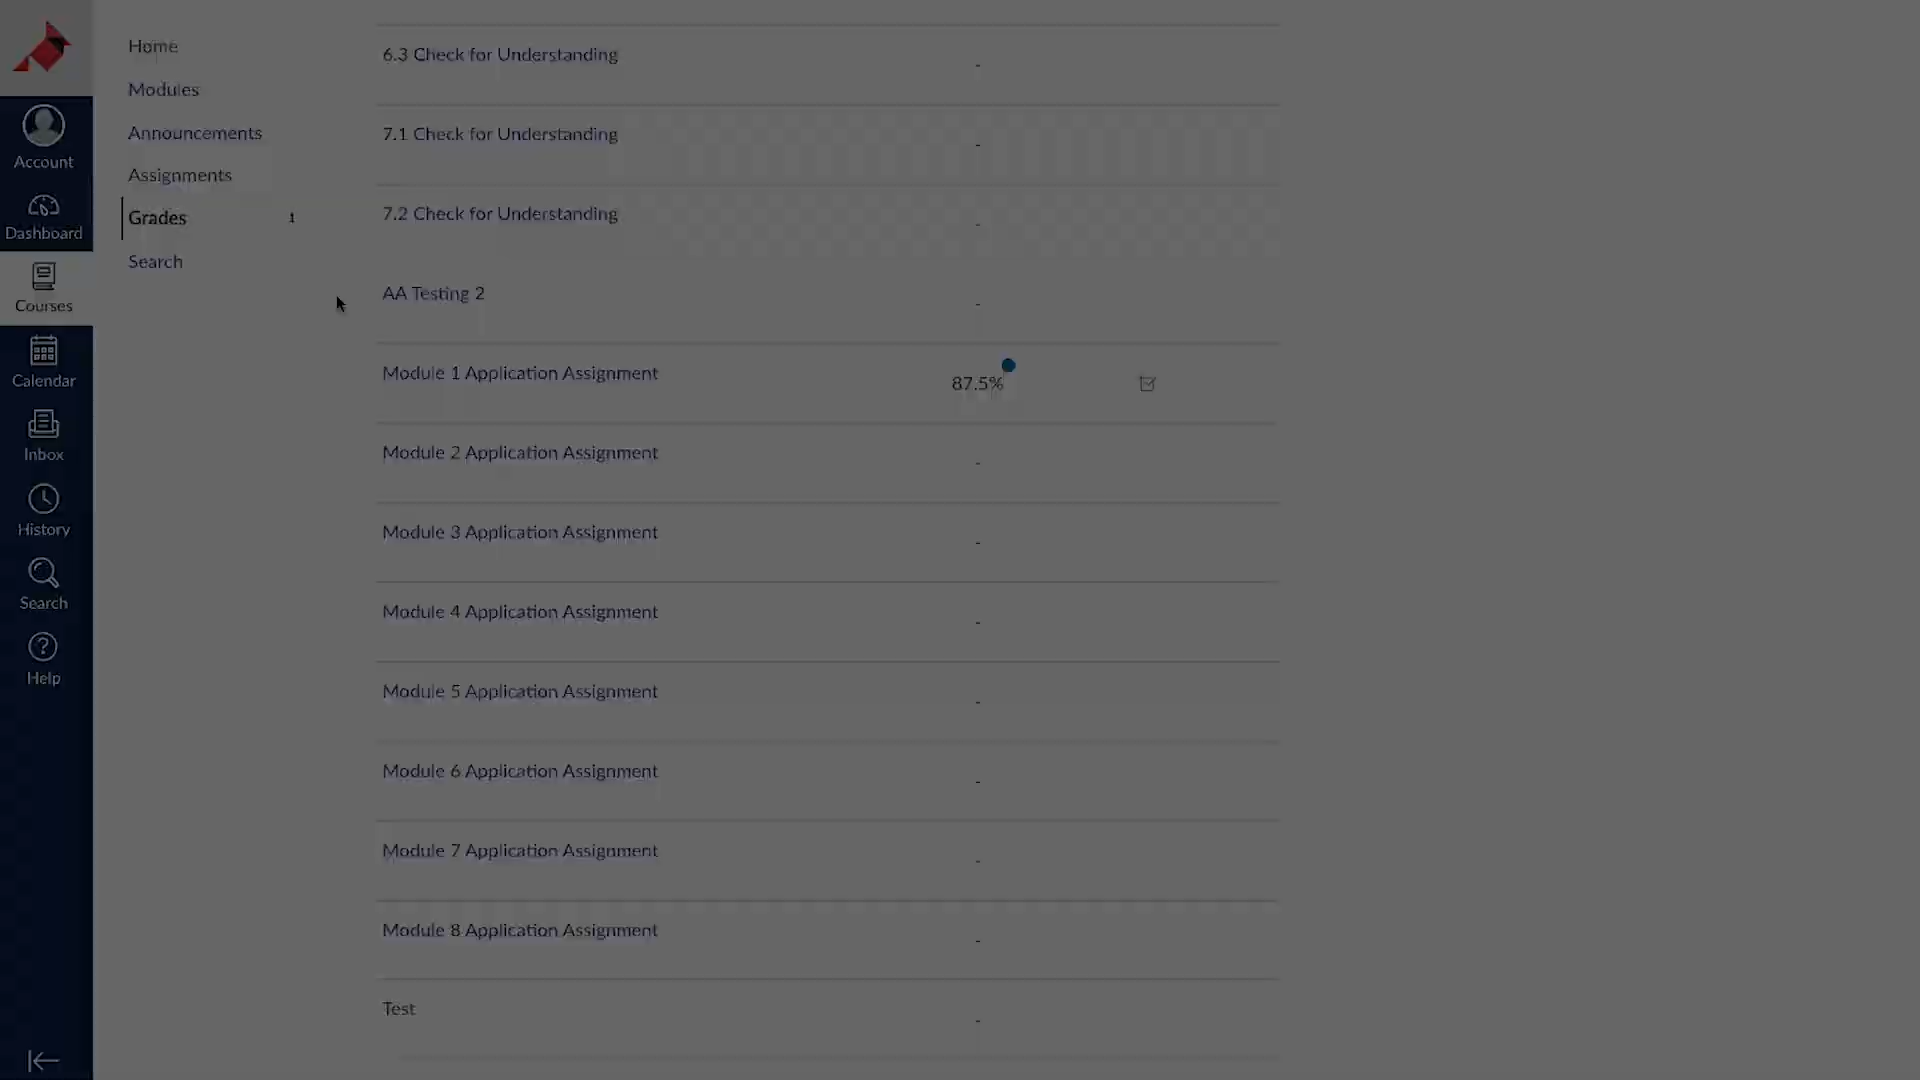 Account
Dashboard
Courses
Calendar
Inbox
History
Search
Help
Home
Modules
Announcements
Assignments
Grades 1
Search
6.3 Check for Understanding -
7.1 Check for Understanding -
7.2 Check for Understanding -
AA Testing 2 -
Module 1 Application Assignment 87.5%
Module 2 Application Assignment -
Module 3 Application Assignment -
Module 4 Application Assignment -
Module 5 Application Assignment -
Module 6 Application Assignment -
Module 7 Application Assignment -
Module 8 Application Assignment -
Test -